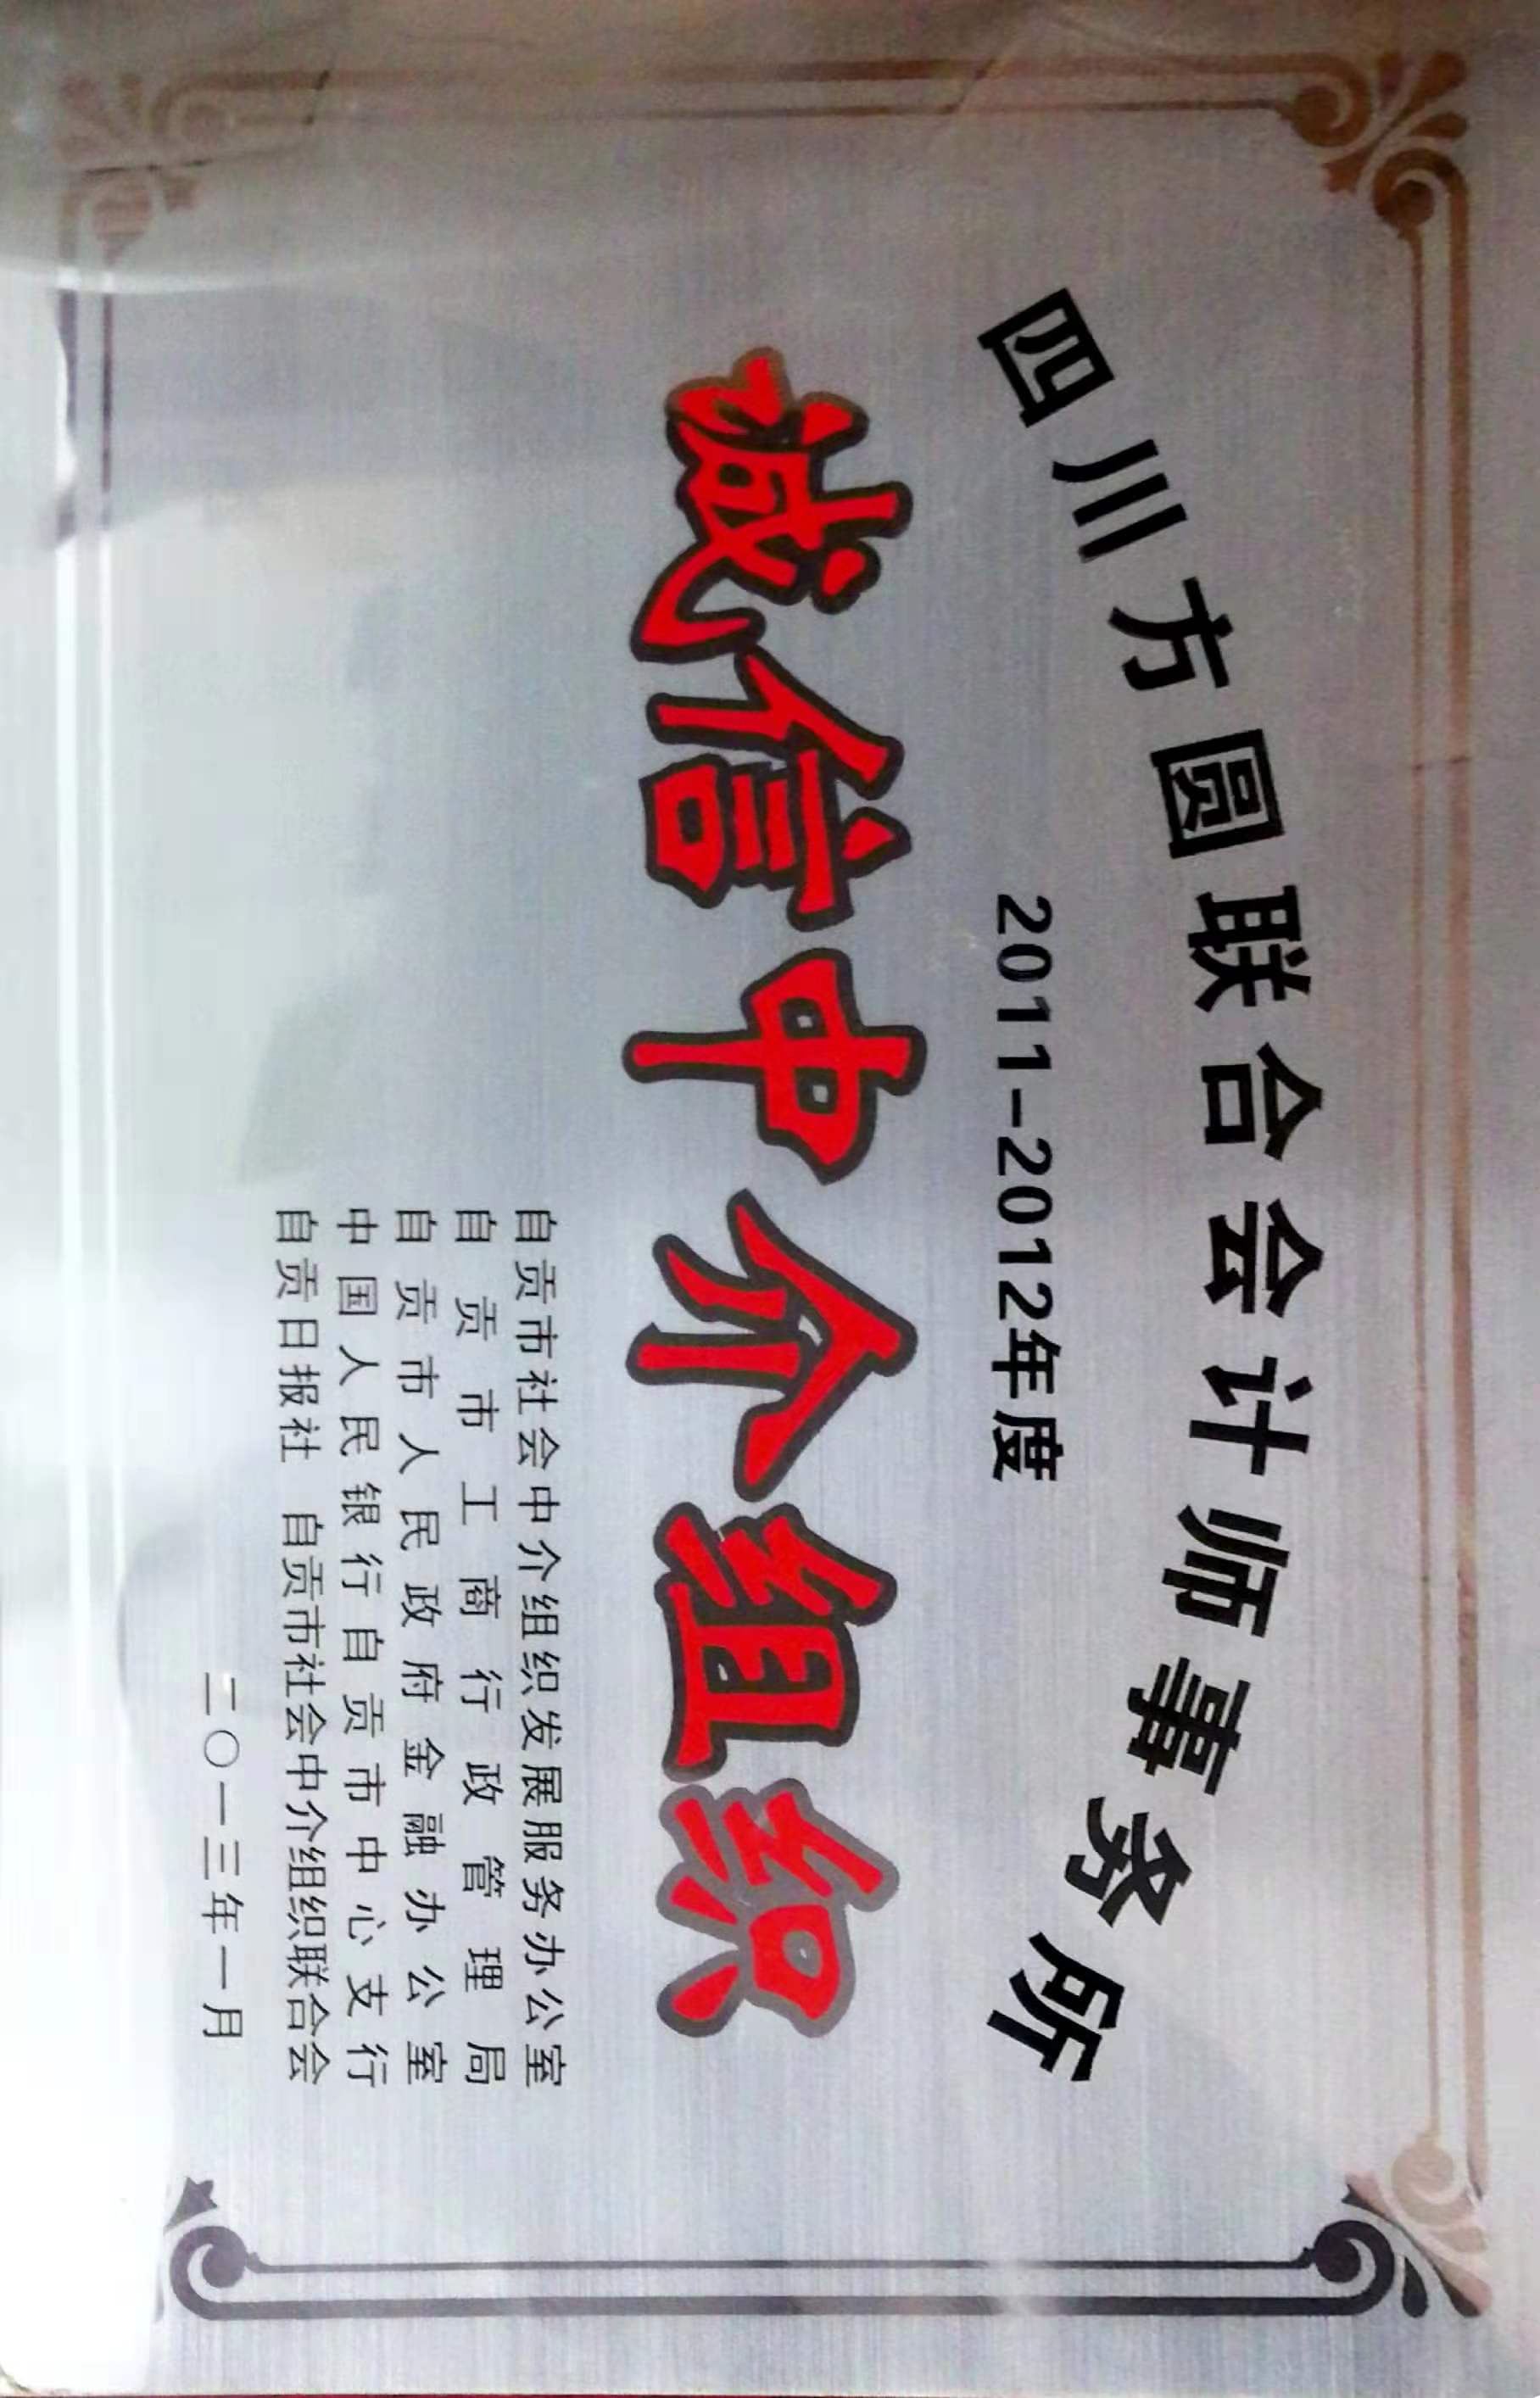 四川方圆联合会计师事务所
2011-2012年度
诚信中介组织
自贡市社会中介组织发展服务办公室
自贡市工商行政管理局
自贡市人民政府金融办公室
中国人民银行自贡市中心支行
自贡日报社 自贡市社会中介组织联合会
二〇一三年一月